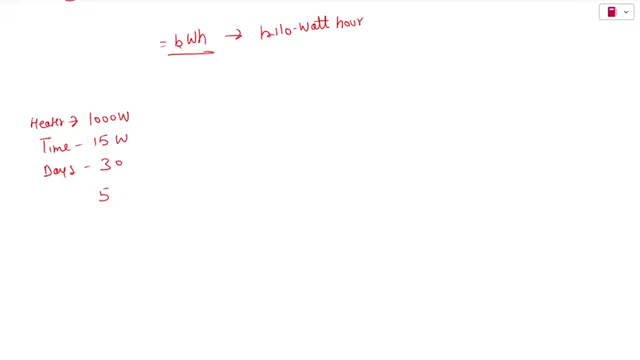 = kWh → kilo-watt hour
Heater → 1000W
Time - 15 W
Days - 30
5